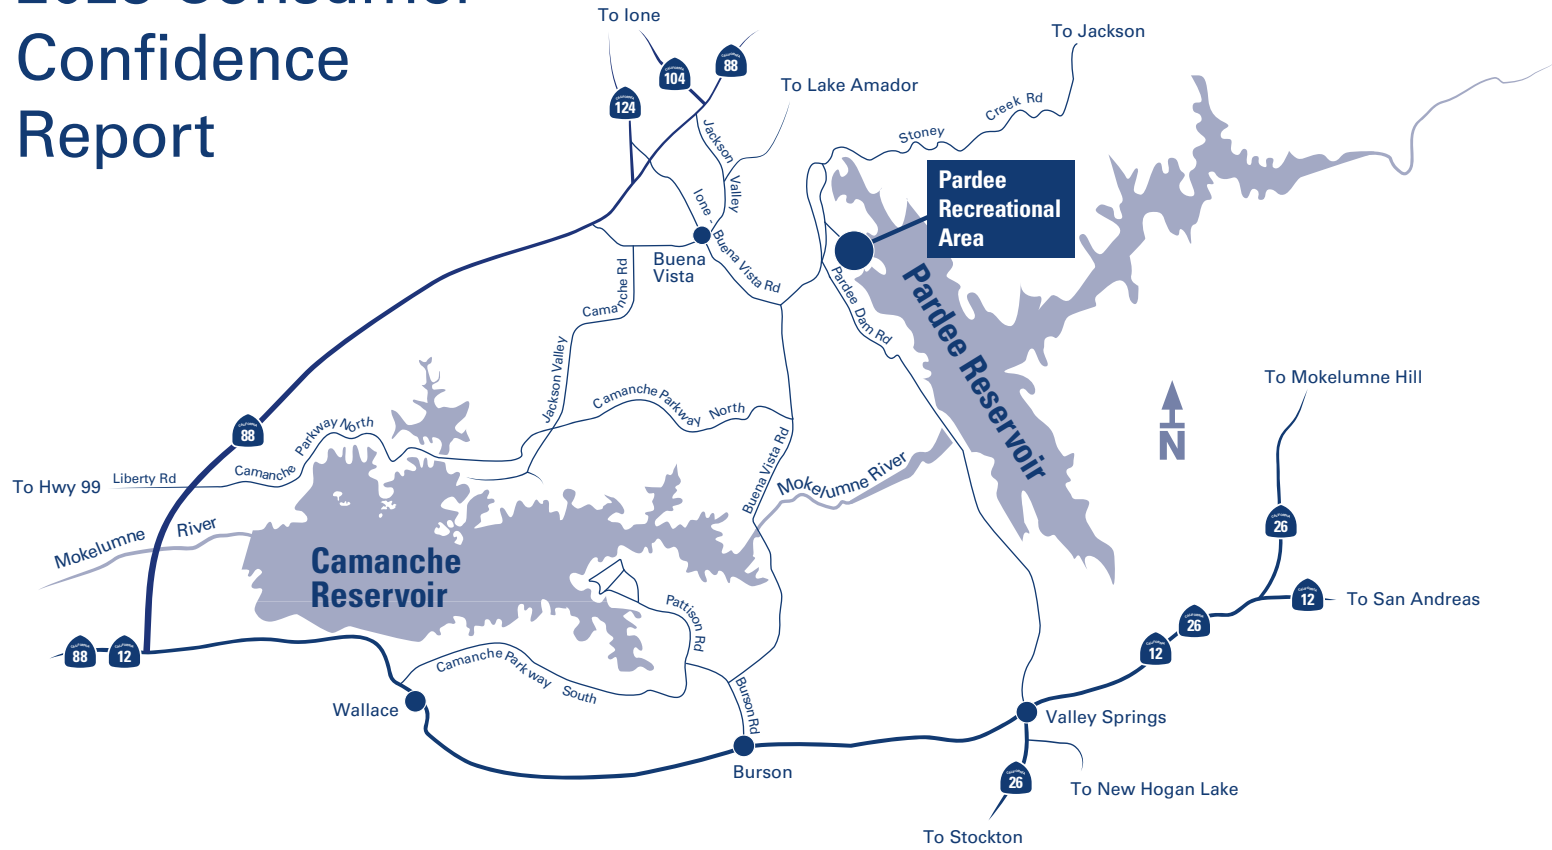 Confidence
Report
To Ione
To Jackson
104
88
124
To Lake Amador
Creek Rd
Stoney
Jackson
Valley
Pardee
Recreational
Area
Ione - Buena Vista Rd
Buena
Vista
Camanche Rd
Pardee Dam Rd
Pardee Reservoir
Jackson Valley
Camanche Parkway North
To Mokelumne Hill
N
88
Camanche Parkway North
Liberty Rd
To Hwy 99
Buena Vista Rd
Mokelumne River
Mokelumne River
26
Camanche
Reservoir
12
To San Andreas
26
12
Pattison Rd
88
12
Camanche Parkway South
Burson Rd
Wallace
Valley Springs
Burson
26
To New Hogan Lake
To Stockton